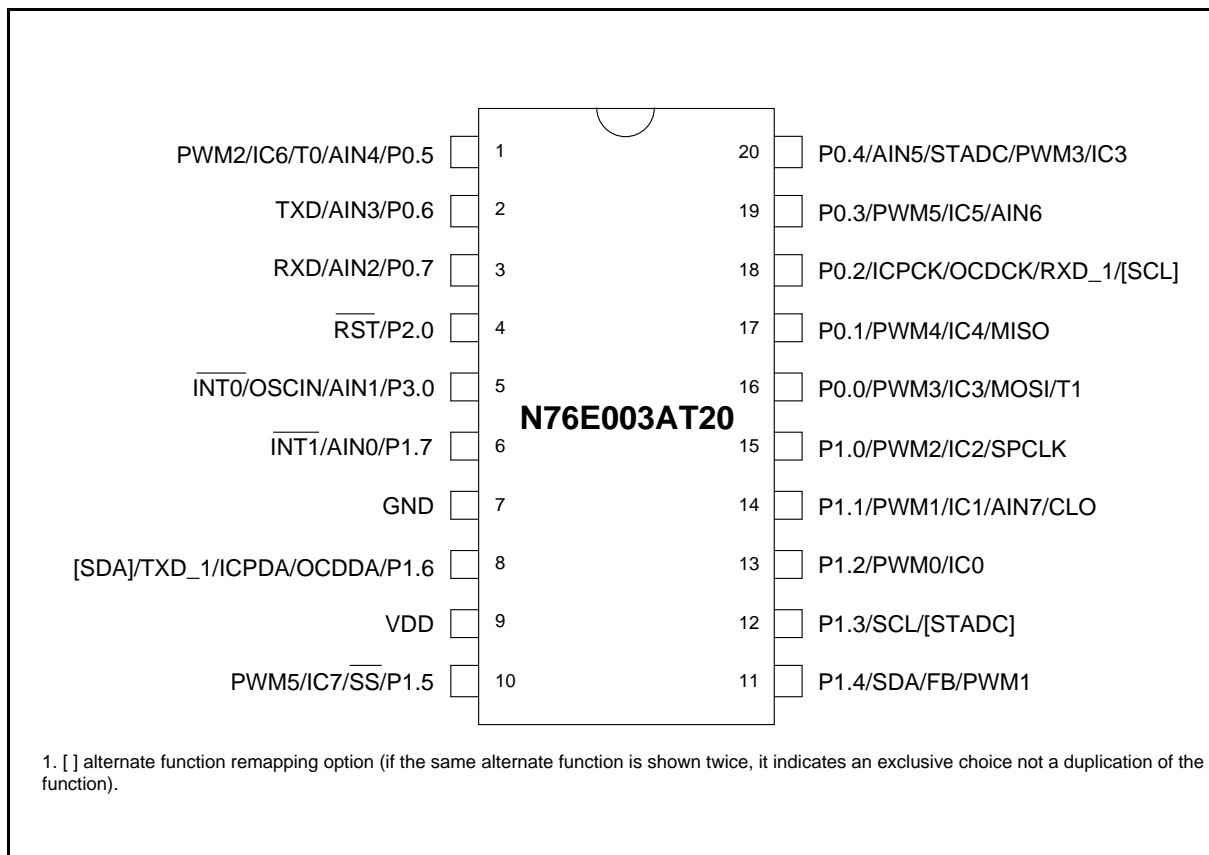 PWM2/IC6/T0/AIN4/P0.5 1 20 P0.4/AIN5/STADC/PWM3/IC3
TXD/AIN3/P0.6 2 19 P0.3/PWM5/IC5/AIN6
RXD/AIN2/P0.7 3 18 P0.2/ICPCK/OCDCK/RXD_1/[SCL]
RST/P2.0 4 17 P0.1/PWM4/IC4/MISO
INT0/OSCIN/AIN1/P3.0 5 16 P0.0/PWM3/IC3/MOSI/T1
N76E003AT20
INT1/AIN0/P1.7 6 15 P1.0/PWM2/IC2/SPCLK
GND 7 14 P1.1/PWM1/IC1/AIN7/CLO
[SDA]/TXD_1/ICPDA/OCDDA/P1.6 8 13 P1.2/PWM0/IC0
VDD 9 12 P1.3/SCL/[STADC]
PWM5/IC7/SS/P1.5 10 11 P1.4/SDA/FB/PWM1
1. [ ] alternate function remapping option (if the same alternate function is shown twice, it indicates an exclusive choice not a duplication of the
function).